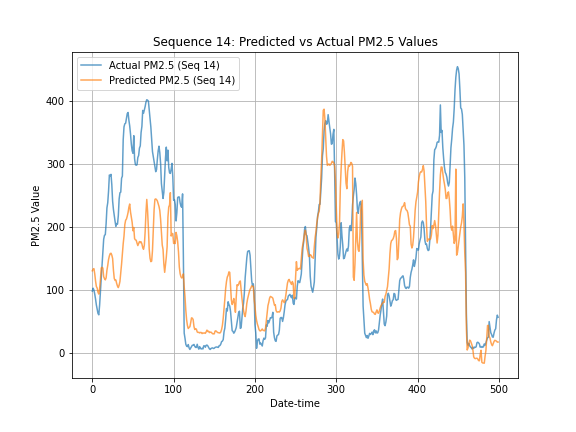 Sequence 14: Predicted vs Actual PM2.5 Values
Actual PM2.5 (Seq 14)
Predicted PM2.5 (Seq 14)
400
300
200
100
0
PM2.5 Value
0 100 200 300 400 500
Date-time